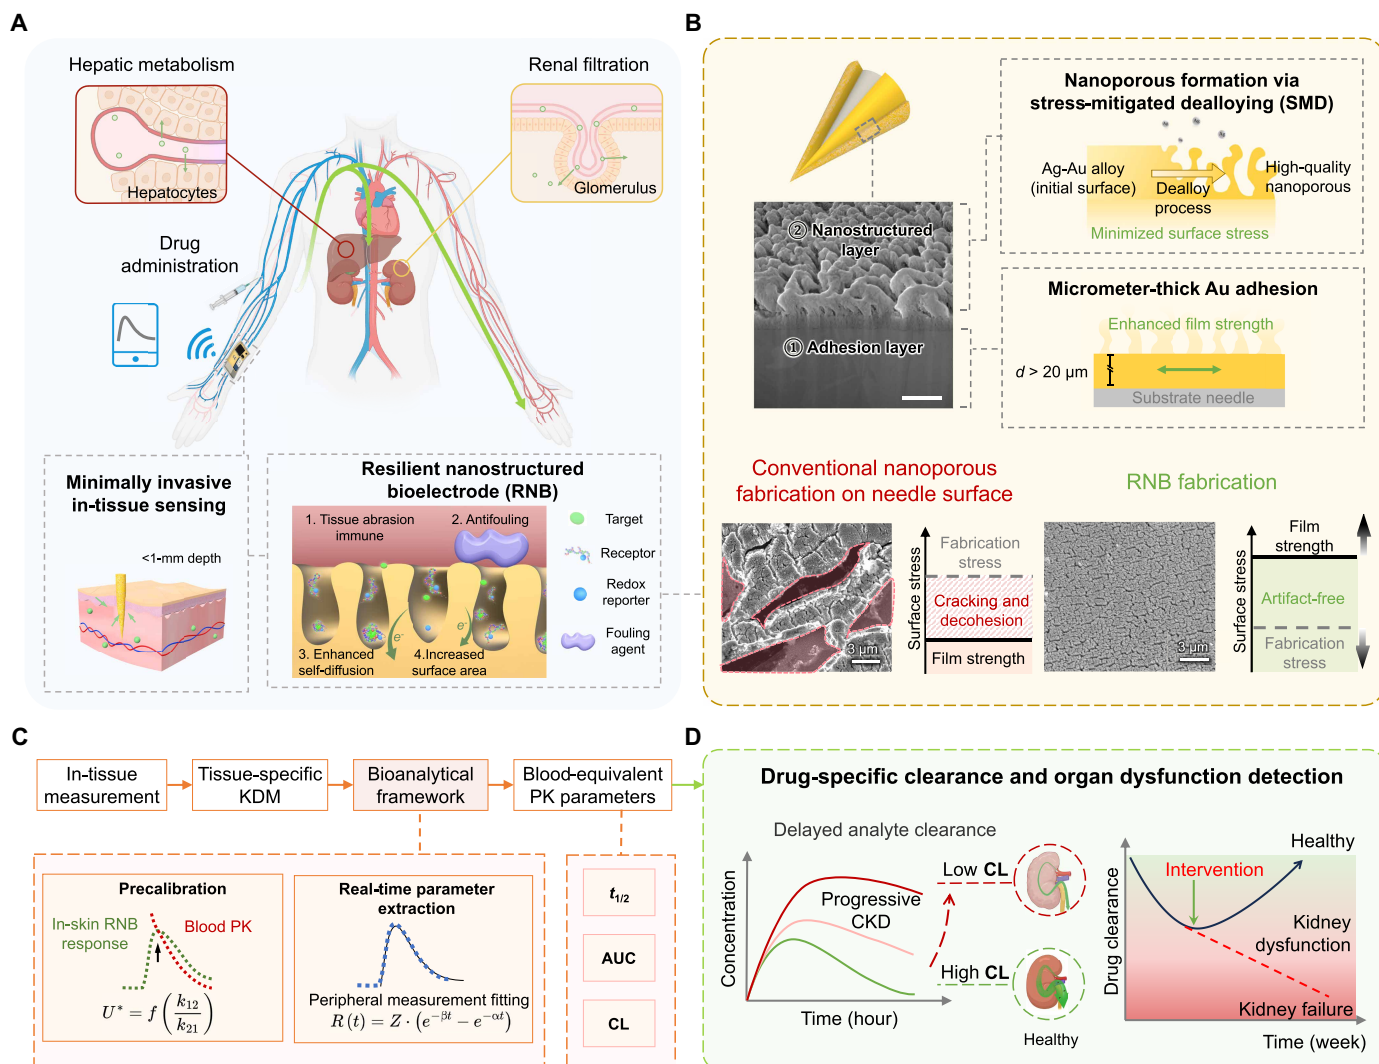 A
Hepatic metabolism
Hepatocytes
Renal filtration
Glomerulus
Drug
administration
Minimally invasive
in-tissue sensing
<1-mm depth
Resilient nanostructured
bioelectrode (RNB)
1. Tissue abrasion
immune
2. Antifouling
e-
e-
3. Enhanced
self-diffusion
4.Increased
surface area
Target
Receptor
Redox
reporter
Fouling
agent
B
② Nanostructured
layer
① Adhesion layer
Nanoporous formation via
stress-mitigated dealloying (SMD)
Ag-Au alloy
(initial surface)
Dealloy
process
High-quality
nanoporous
Minimized surface stress
Micrometer-thick Au adhesion
Enhanced film strength
d > 20 μm
Substrate needle
Conventional nanoporous
fabrication on needle surface
3 μm
Surface stress
Fabrication
stress
Cracking and
decohesion
Film strength
RNB fabrication
3 μm
Surface stress
Film
strength
Artifact-free
Fabrication
stress
C
In-tissue
measurement
Tissue-specific
KDM
Bioanalytical
framework
Blood-equivalent
PK parameters
Precalibration
In-skin RNB
response
Blood PK
U* = f(k12/k21)
Real-time parameter
extraction
Peripheral measurement fitting
R(t) = Z · (e^−βt − e^−αt)
t1/2
AUC
CL
D
Drug-specific clearance and organ dysfunction detection
Delayed analyte clearance
Concentration
Time (hour)
Progressive
CKD
Low CL
High CL
Healthy
Drug clearance
Healthy
Intervention
Kidney
dysfunction
Kidney failure
Time (week)